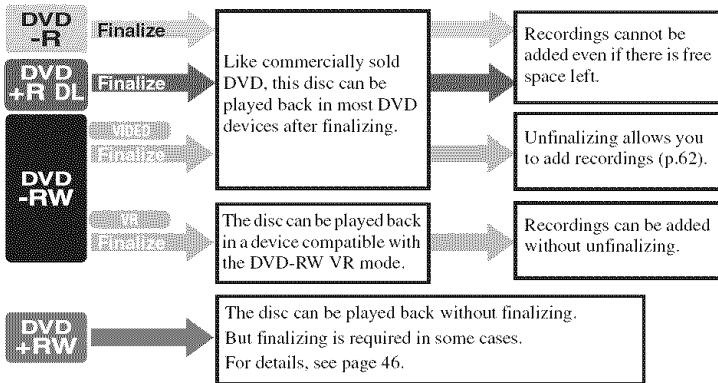 DVD
-R
Finalize
DVD
+R DL
Finalize
Like commercially sold
DVD, this disc can be
played back in most DVD
devices after finalizing.
Recordings cannot be
added even if there is free
space left.
DVD
-RW
VIDEO
Finalize
Unfinalizing allows you
to add recordings (p.62).
VR
Finalize
The disc can be played back
in a device compatible with
the DVD-RW VR mode.
Recordings can be added
without unfinalizing.
DVD
+RW
The disc can be played back without finalizing.
But finalizing is required in some cases.
For details, see page 46.